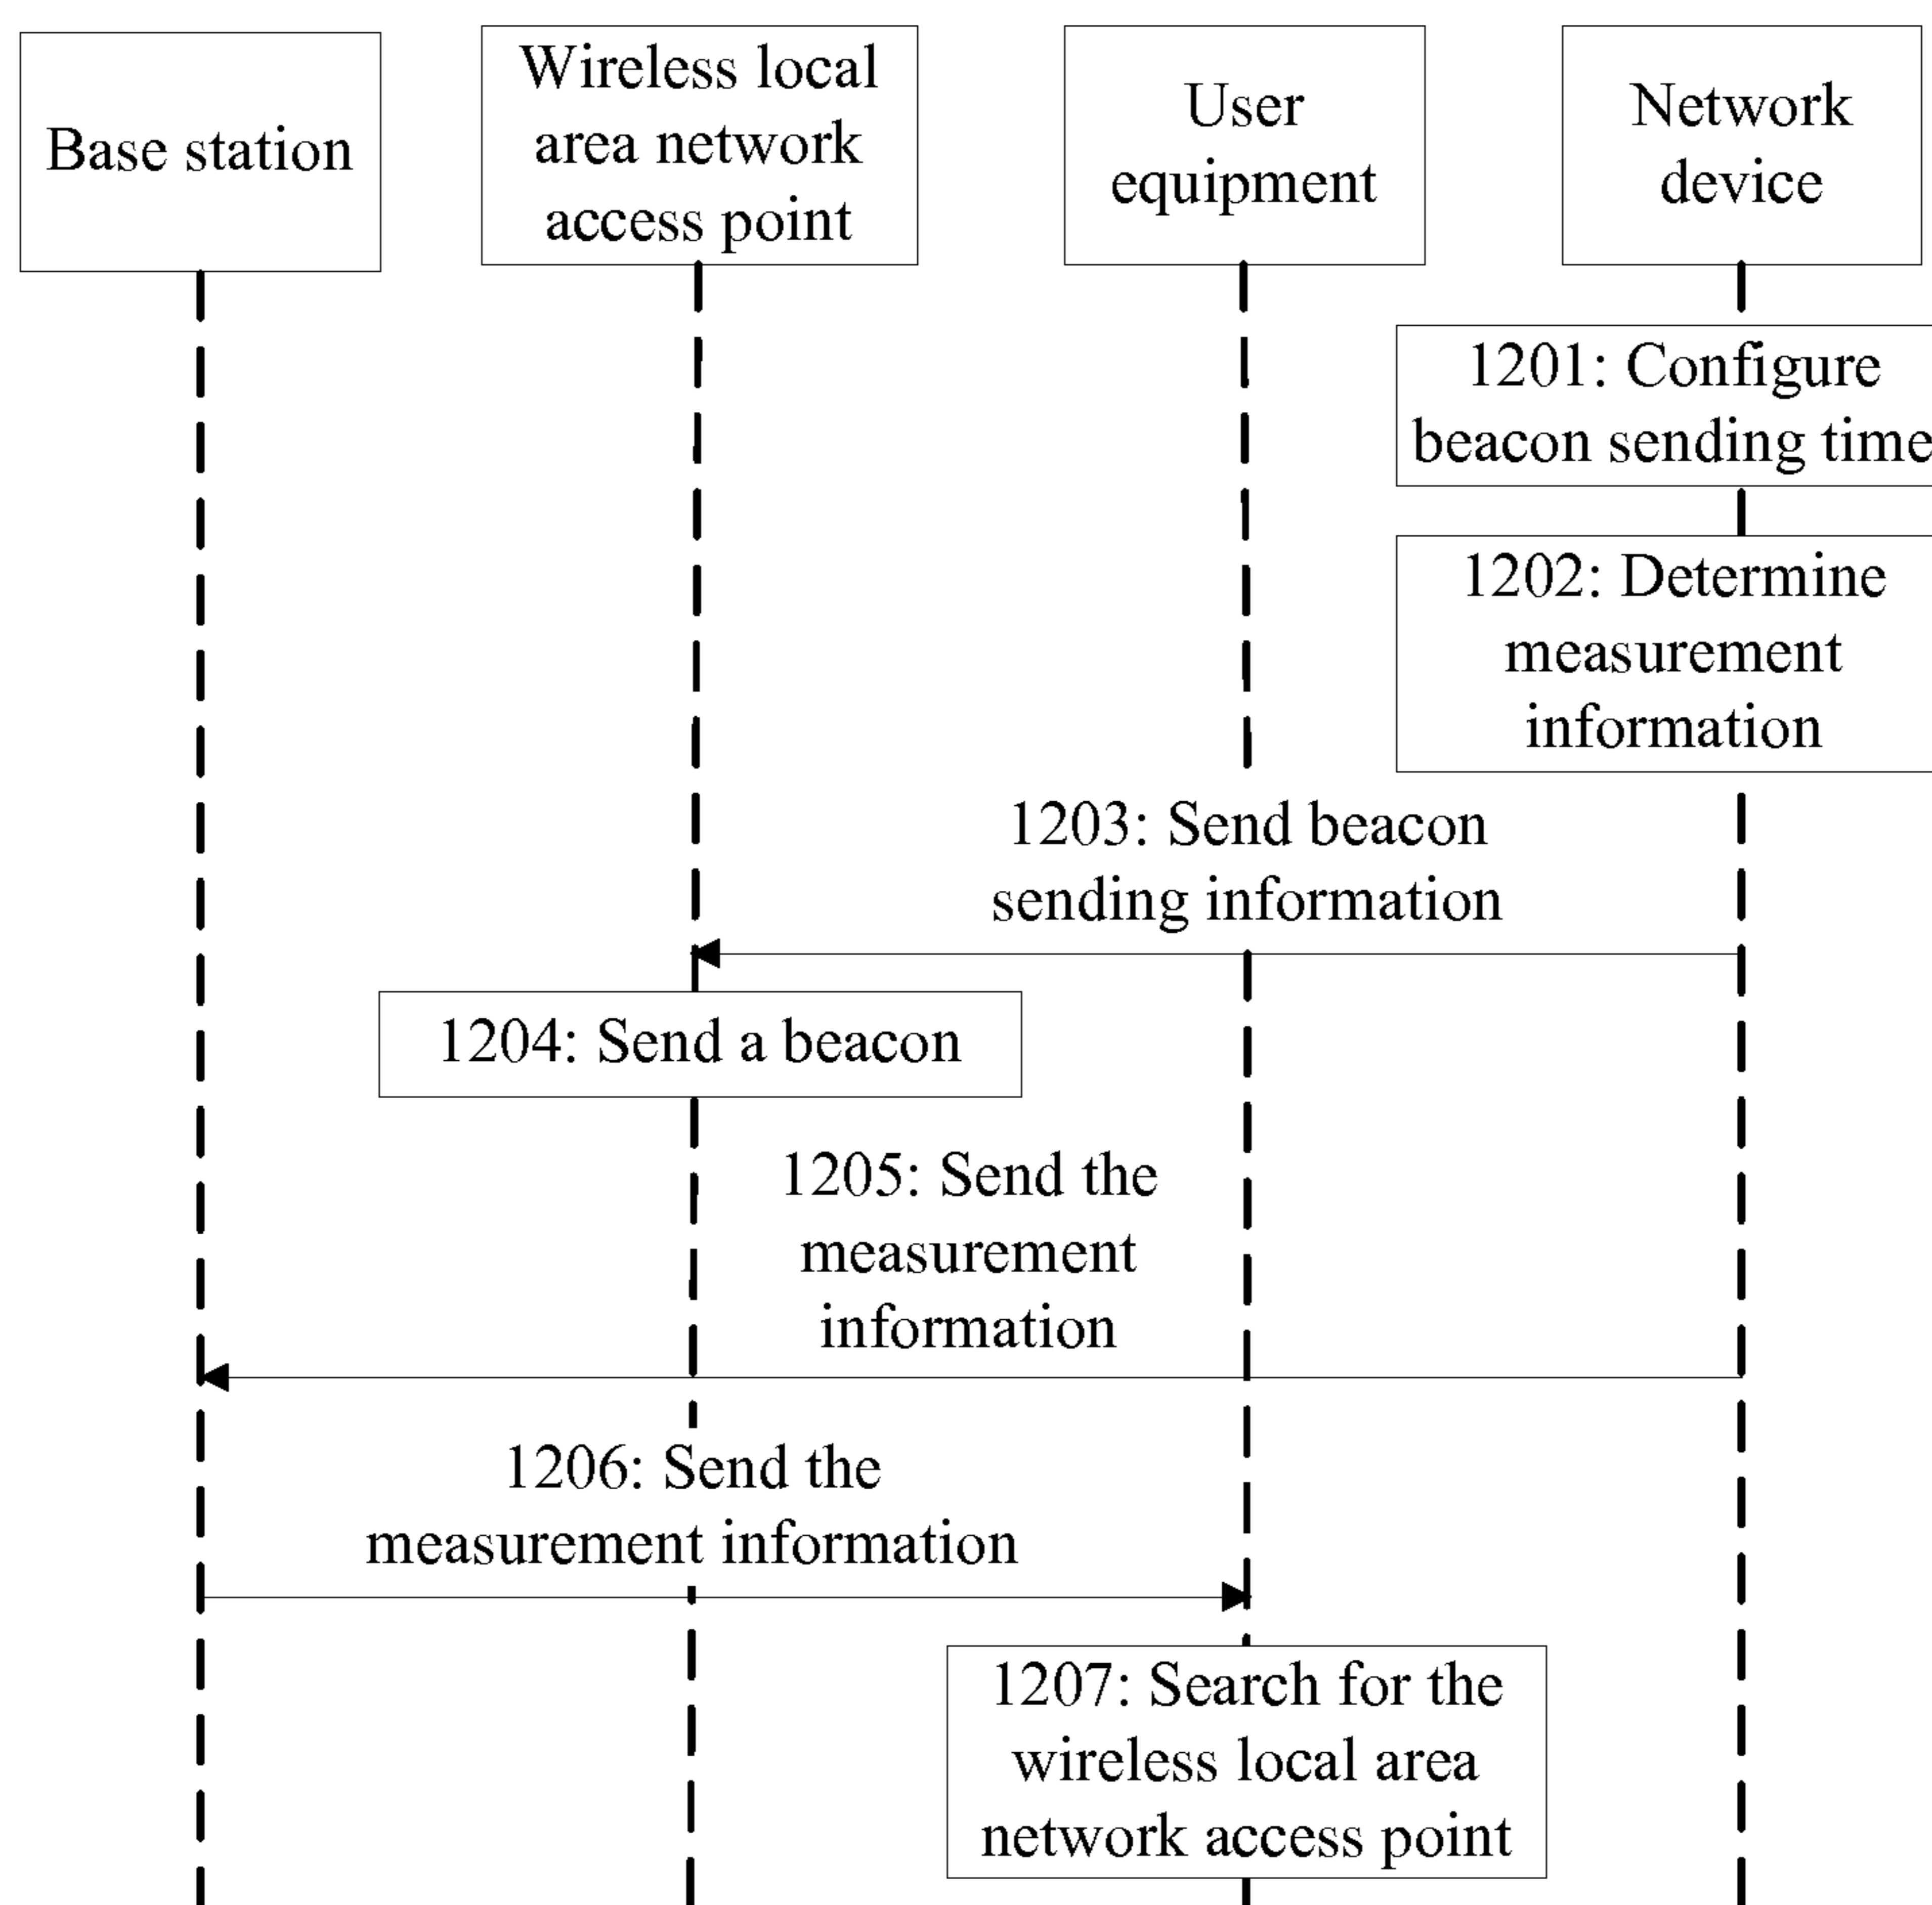 Base station
Wireless local
area network
access point
User
equipment
Network
device
1201: Configure
beacon sending time
1202: Determine
measurement
information
1203: Send beacon
sending information
1204: Send a beacon
1205: Send the
measurement
information
1206: Send the
measurement information
1207: Search for the
wireless local area
network access point